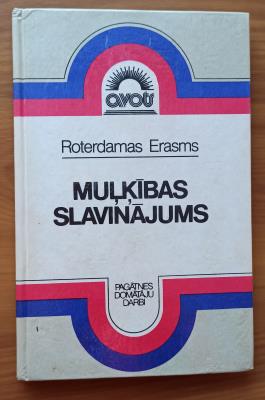 avots
Roterdamas Erasms
MUĻĶĪBAS
SLAVINĀJUMS
PAGĀTNES
DOMĀTĀJU
DARBI